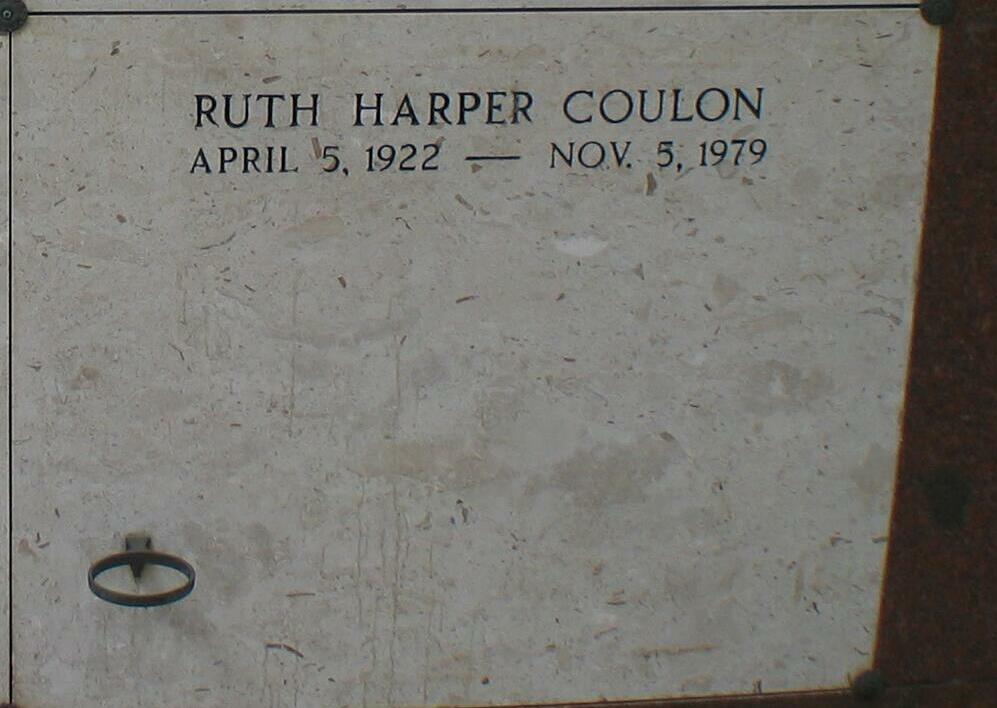 RUTH HARPER COULON
APRIL 5, 1922 — NOV. 5, 1979